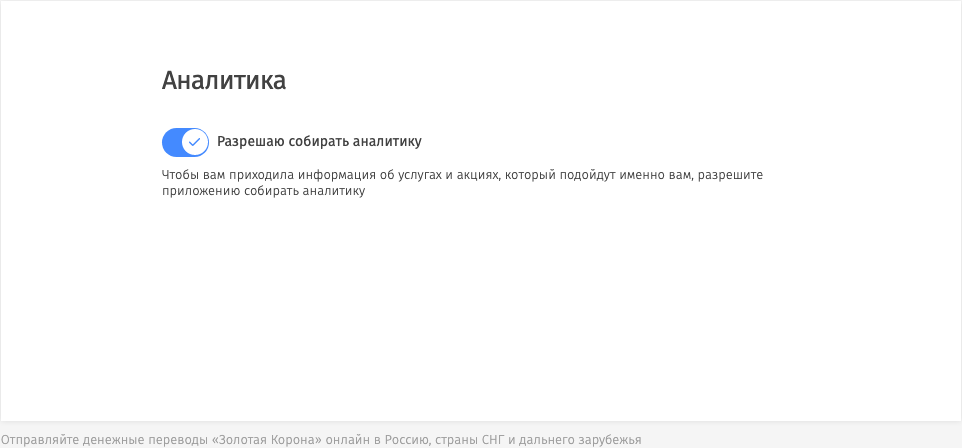 Аналитика
Разрешаю собирать аналитику
Чтобы вам приходила информация об услугах и акциях, который подойдут именно вам, разрешите
приложению собирать аналитику
Отправляйте денежные переводы «Золотая Корона» онлайн в Россию, страны СНГ и дальнего зарубежья